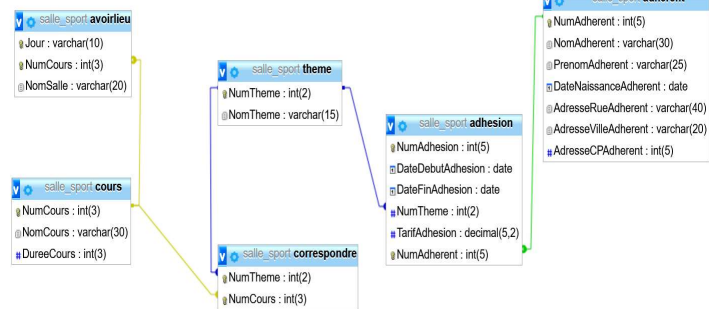 salle_sport avoirlieu
Jour : varchar(10)
NumCours : int(3)
NomSalle : varchar(20)
salle_sport cours
NumCours : int(3)
NomCours : varchar(30)
DureeCours : int(3)
salle_sport theme
NumTheme : int(2)
NomTheme : varchar(15)
salle_sport correspondre
NumTheme : int(2)
NumCours : int(3)
salle_sport adhesion
NumAdhesion : int(5)
DateDebutAdhesion : date
DateFinAdhesion : date
NumTheme : int(2)
TarifAdhesion : decimal(5,2)
NumAdherent : int(5)
salle_sport adherent
NumAdherent : int(5)
NomAdherent : varchar(30)
PrenomAdherent : varchar(25)
DateNaissanceAdherent : date
AdresseRueAdherent : varchar(40)
AdresseVilleAdherent : varchar(20)
AdresseCPAdherent : int(5)